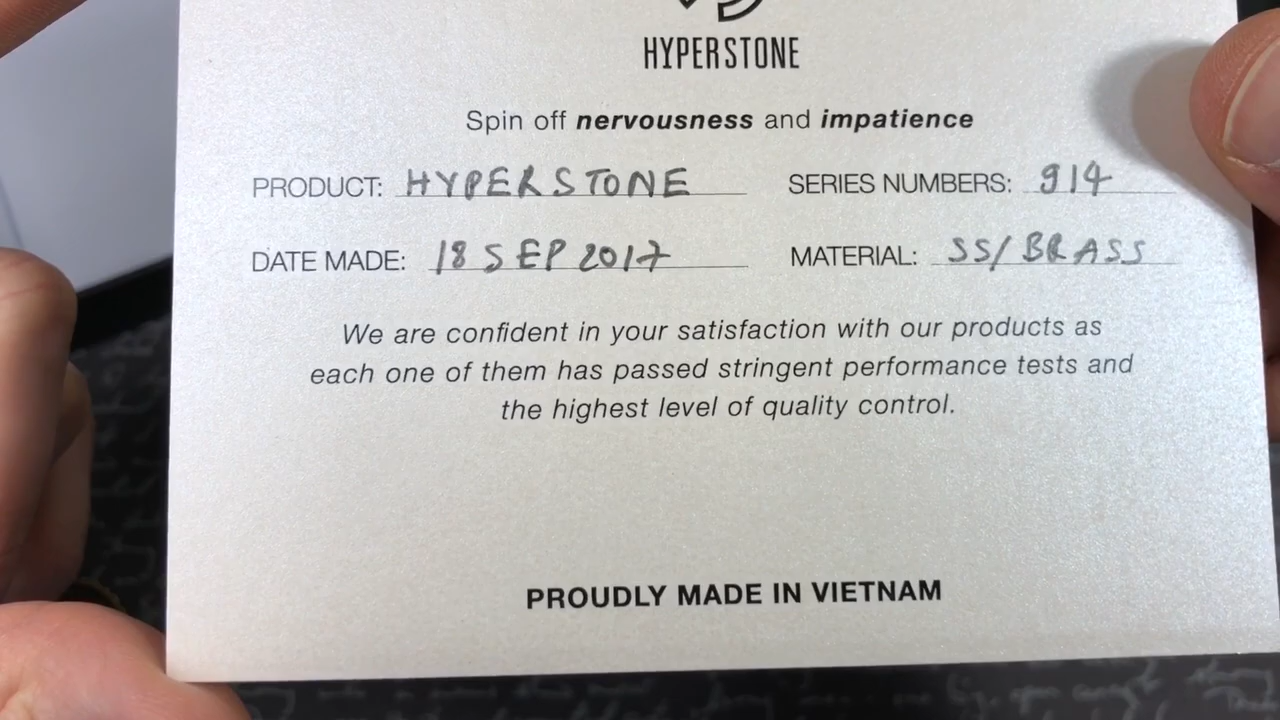 HYPERSTONE
Spin off nervousness and impatience
PRODUCT: HYPERSTONE SERIES NUMBERS: 914
DATE MADE: 18 SEP 2017 MATERIAL: SS/BRASS
We are confident in your satisfaction with our products as
each one of them has passed stringent performance tests and
the highest level of quality control.
PROUDLY MADE IN VIETNAM